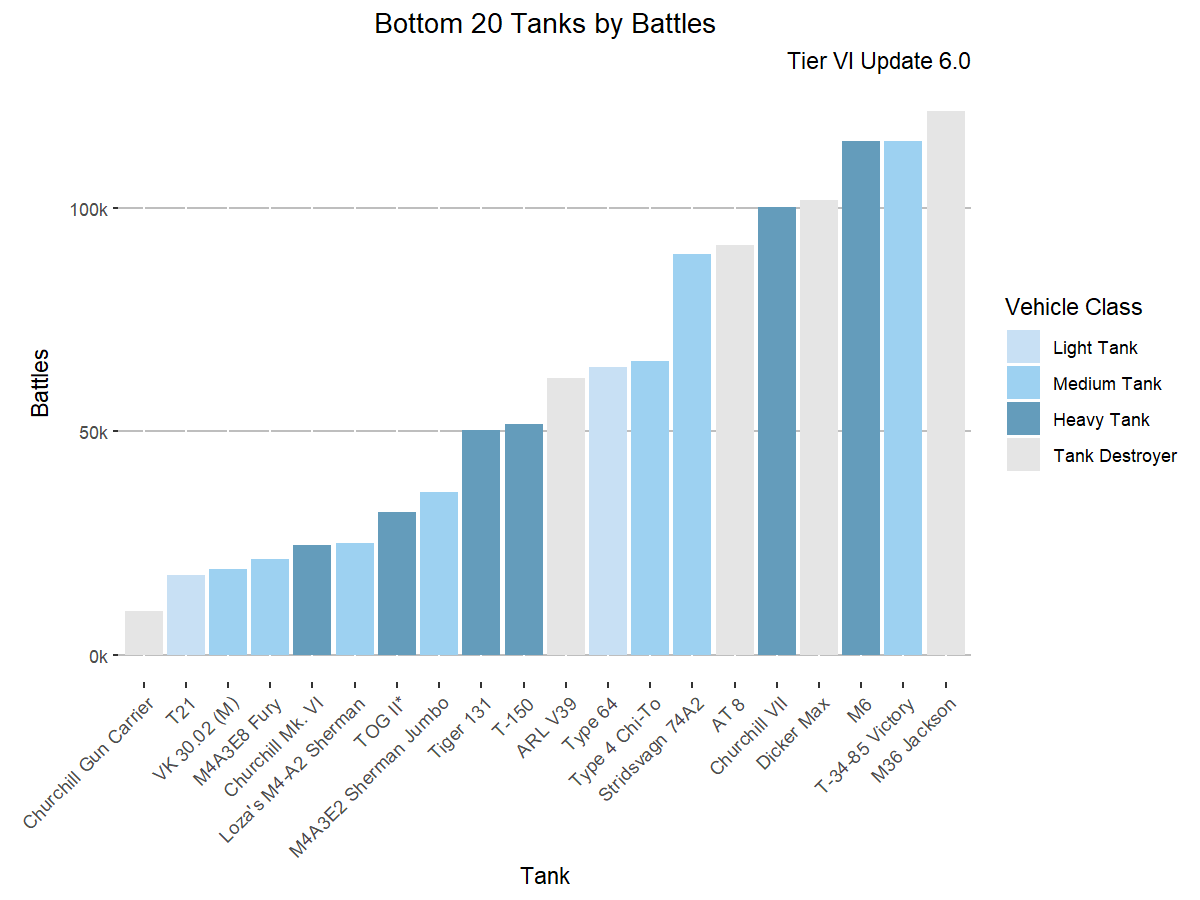 Bottom 20 Tanks by Battles
Tier VI Update 6.0
100k
50k
0k
Battles
Churchill Gun Carrier
T21
VK 30.02 (M)
M4A3E8 Fury
Churchill Mk. VI
Loza's M4-A2 Sherman
TOG II*
M4A3E2 Sherman Jumbo
Tiger 131
T-150
ARL V39
Type 64
Type 4 Chi-To
Stridsvagn 74A2
AT 8
Churchill VII
Dicker Max
M6
T-34-85 Victory
M36 Jackson
Tank
Vehicle Class
Light Tank
Medium Tank
Heavy Tank
Tank Destroyer